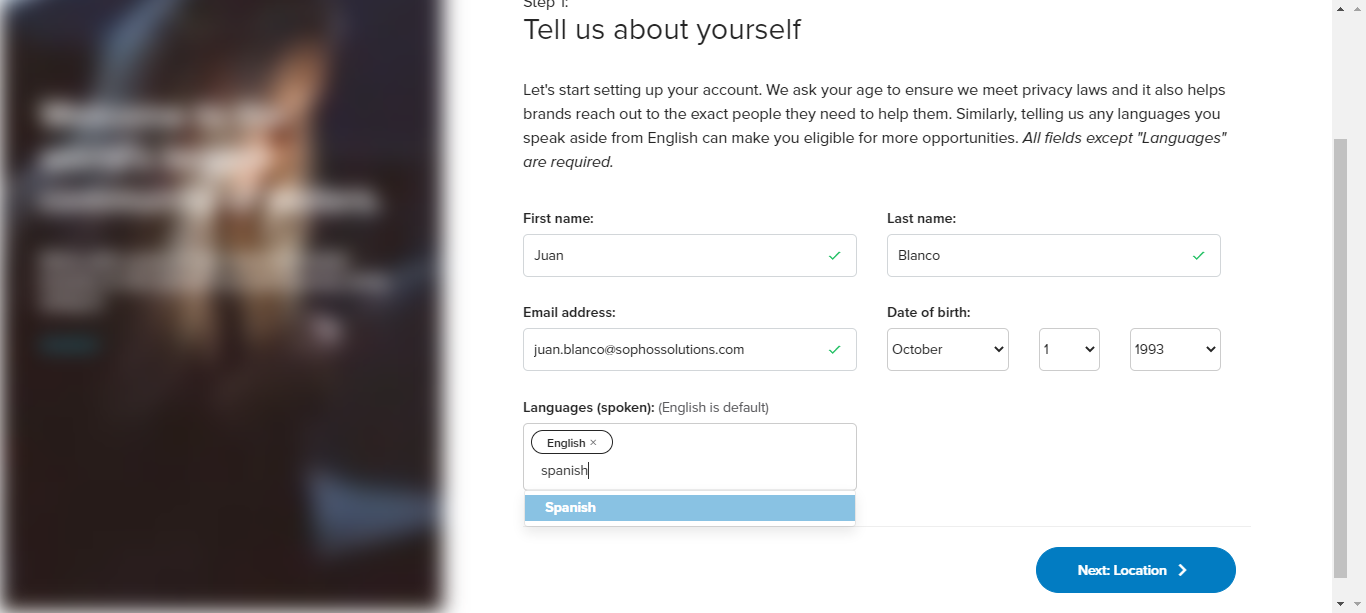 Step 1:
Tell us about yourself
Let's start setting up your account. We ask your age to ensure we meet privacy laws and it also helps
brands reach out to the exact people they need to help them. Similarly, telling us any languages you
speak aside from English can make you eligible for more opportunities. All fields except "Languages"
are required.
First name:
Last name:
Juan
Blanco
Email address:
Date of birth:
juan.blanco@sophossolutions.com
October
1
1993
Languages (spoken): (English is default)
English ×
spanish
Spanish
Next: Location